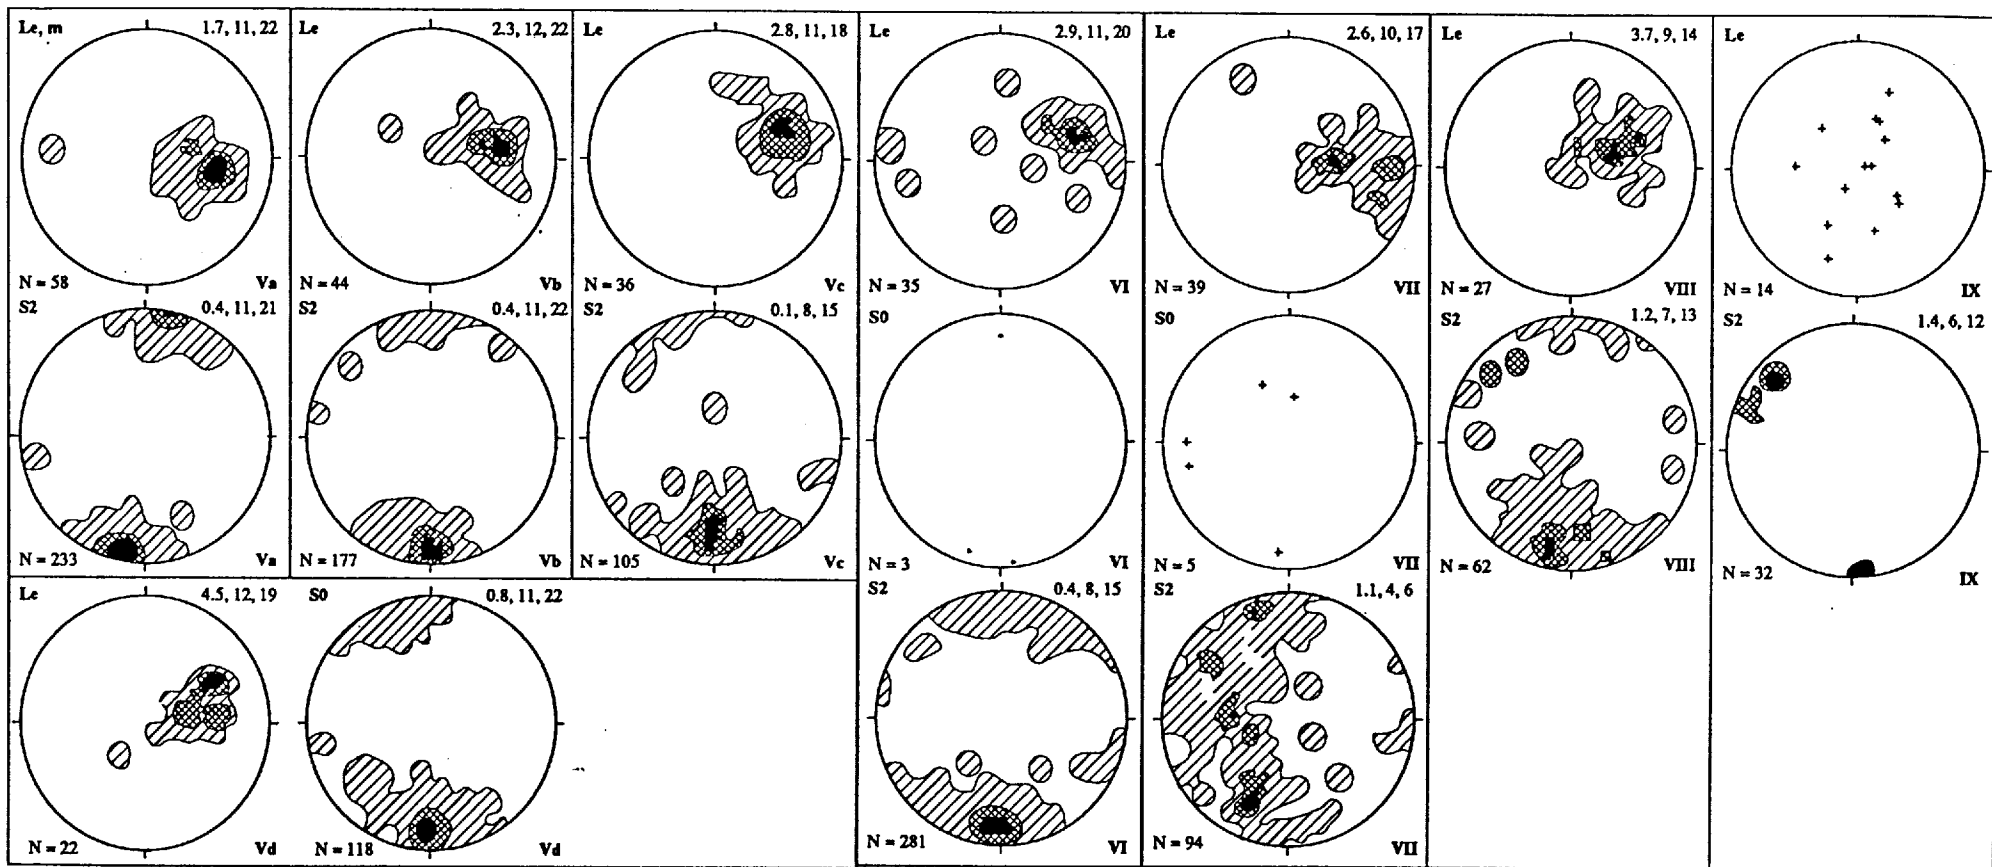 Le, m 1.7, 11, 22
N = 58 Va
Le 2.3, 12, 22
N = 44 Vb
Le 2.8, 11, 18
N = 36 Vc
Le 2.9, 11, 20
N = 35 VI
Le 2.6, 10, 17
N = 39 VII
Le 3.7, 9, 14
N = 27 VIII
Le
N = 14 IX
S2 0.4, 11, 21
N = 233 Va
S2 0.4, 11, 22
N = 177 Vb
S2 0.1, 8, 15
N = 105 Vc
S0
N = 3 VI
S0
N = 5 VII
S2 1.2, 7, 13
N = 62 VIII
S2 1.4, 6, 12
N = 32 IX
Le 4.5, 12, 19
N = 22 Vd
S0 0.8, 11, 22
N = 118 Vd
S2 0.4, 8, 15
N = 281 VI
S2 1.1, 4, 6
N = 94 VII